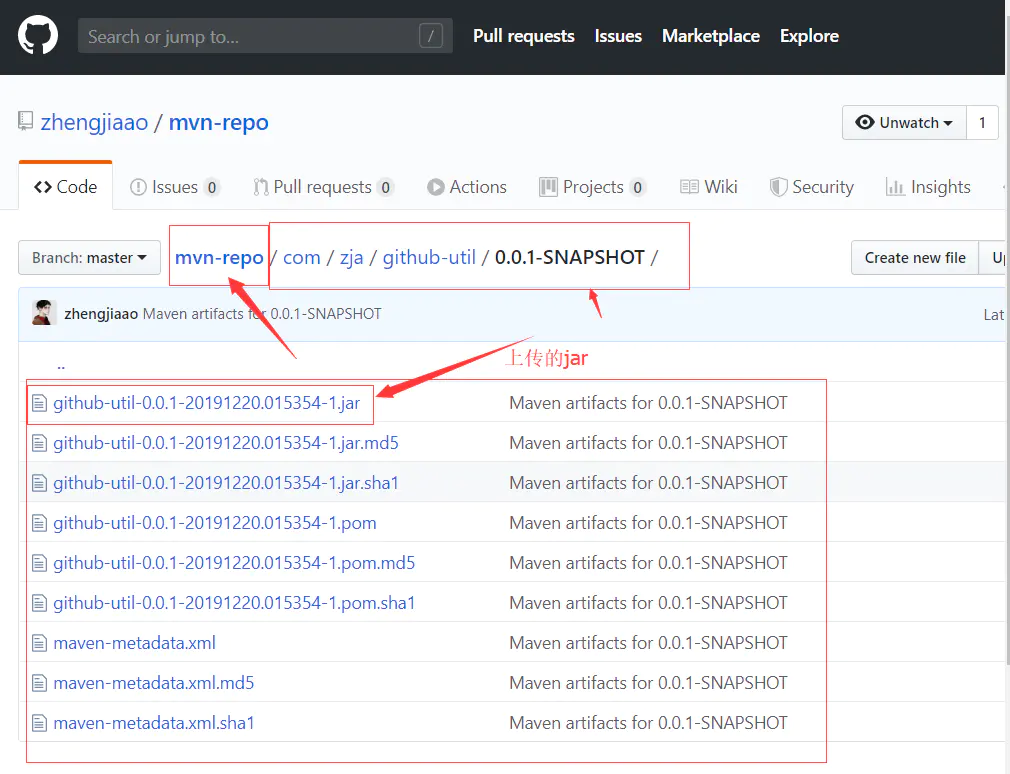 Search or jump to... /
Pull requests Issues Marketplace Explore
zhengjiaao / mvn-repo
Unwatch 1
Code Issues 0 Pull requests 0 Actions Projects 0 Wiki Security Insights
Branch: master mvn-repo / com / zja / github-util / 0.0.1-SNAPSHOT / Create new file
zhengjiaao Maven artifacts for 0.0.1-SNAPSHOT
..
上传的jar
github-util-0.0.1-20191220.015354-1.jar Maven artifacts for 0.0.1-SNAPSHOT
github-util-0.0.1-20191220.015354-1.jar.md5 Maven artifacts for 0.0.1-SNAPSHOT
github-util-0.0.1-20191220.015354-1.jar.sha1 Maven artifacts for 0.0.1-SNAPSHOT
github-util-0.0.1-20191220.015354-1.pom Maven artifacts for 0.0.1-SNAPSHOT
github-util-0.0.1-20191220.015354-1.pom.md5 Maven artifacts for 0.0.1-SNAPSHOT
github-util-0.0.1-20191220.015354-1.pom.sha1 Maven artifacts for 0.0.1-SNAPSHOT
maven-metadata.xml Maven artifacts for 0.0.1-SNAPSHOT
maven-metadata.xml.md5 Maven artifacts for 0.0.1-SNAPSHOT
maven-metadata.xml.sha1 Maven artifacts for 0.0.1-SNAPSHOT